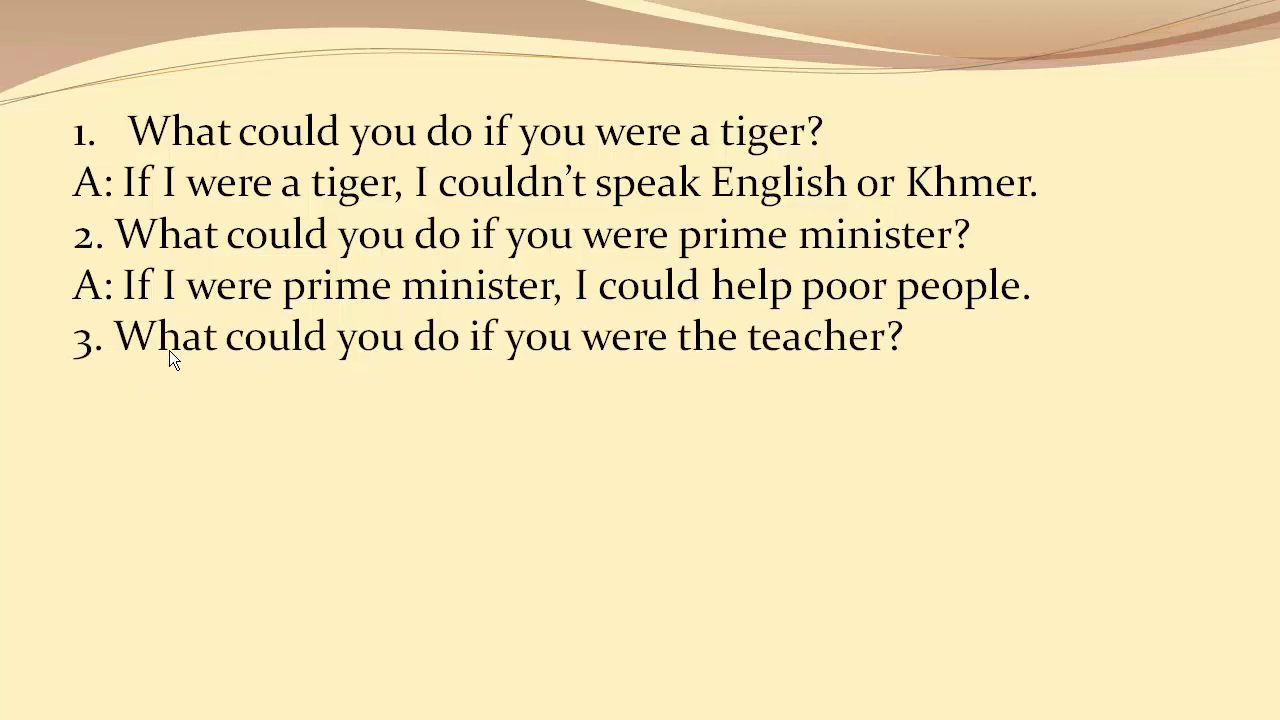 1. What could you do if you were a tiger?
A: If I were a tiger, I couldn’t speak English or Khmer.
2. What could you do if you were prime minister?
A: If I were prime minister, I could help poor people.
3. What could you do if you were the teacher?